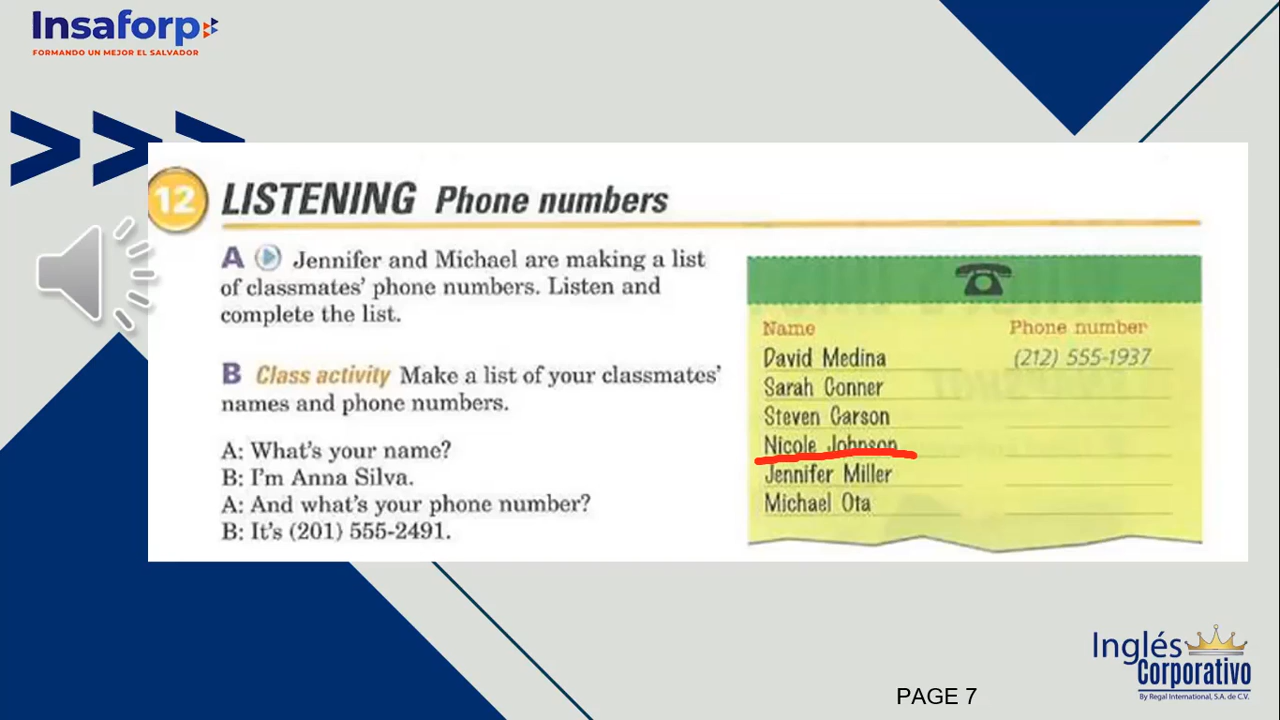 Insaforp
FORMANDO UN MEJOR EL SALVADOR
>>>
12 LISTENING Phone numbers
A Jennifer and Michael are making a list
of classmates' phone numbers. Listen and
complete the list.
B Class activity Make a list of your classmates'
names and phone numbers.
A: What's your name?
B: I'm Anna Silva.
A: And what's your phone number?
B: It's (201) 555-2491.
Name Phone number
David Medina (212) 555-1937
Sarah Conner
Steven Carson
Nicole Johnson
Jennifer Miller
Michael Ota
Inglés
Corporativo
By Regal International, S.A. de C.V.
PAGE 7